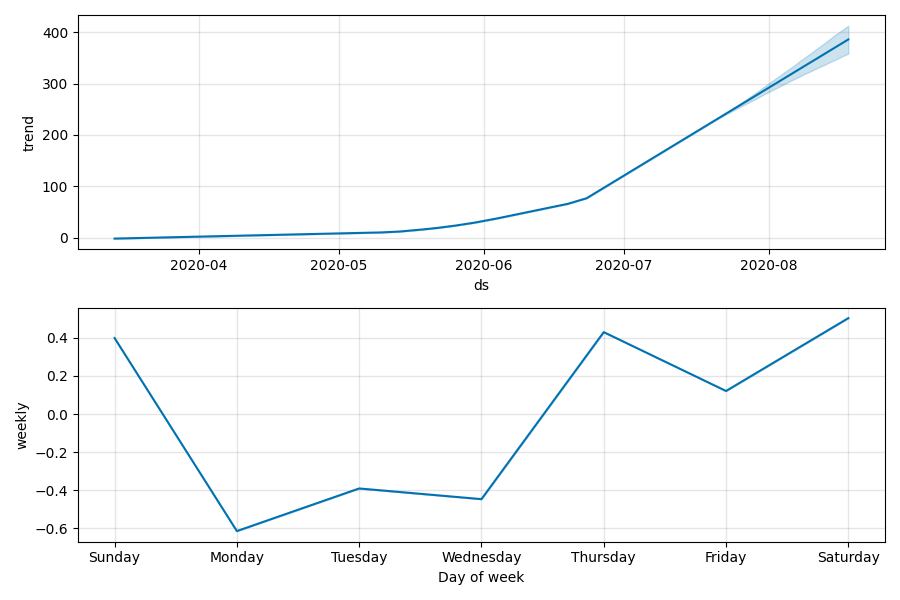 400
300
200
100
0
trend
2020-04 2020-05 2020-06 2020-07 2020-08
ds
0.4
0.2
0.0
−0.2
−0.4
−0.6
weekly
Sunday Monday Tuesday Wednesday Thursday Friday Saturday
Day of week